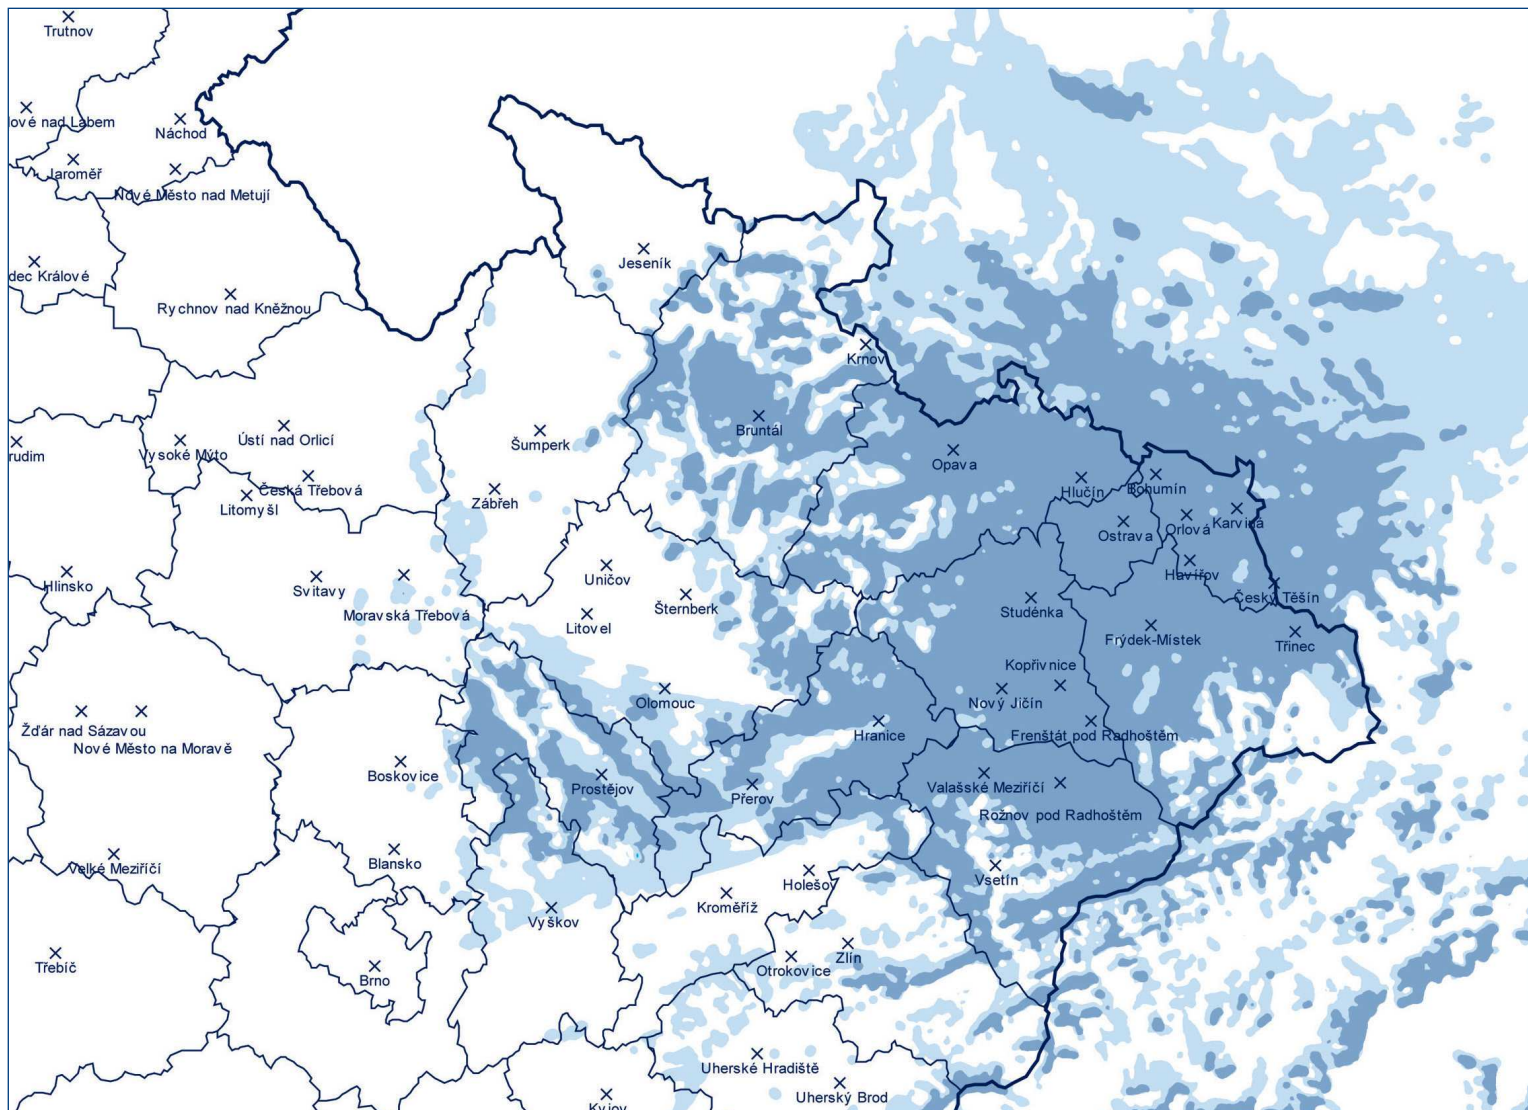 Trutnov
lové nad Labem
Náchod
Jaroměř
Nové Město nad Metují
Jeseník
dec Králové
Rychnov nad Kněžnou
Krnov
Bruntál
Ústí nad Orlicí
Šumperk
Vysoké Mýto
rudim
Opava
Česká Třebová
Hlučín
Bohumín
Litomyšl
Zábřeh
Orlová
Karviná
Ostrava
Havířov
Uničov
Hlinsko
Svitavy
Český Těšín
Moravská Třebová
Šternberk
Studénka
Litovel
Frýdek-Místek
Třinec
Kopřivnice
Olomouc
Nový Jičín
Žďár nad Sázavou
Hranice
Frenštát pod Radhoštěm
Nové Město na Moravě
Boskovice
Prostějov
Valašské Meziříčí
Přerov
Rožnov pod Radhoštěm
Blansko
Velké Meziříčí
Vsetín
Holešov
Kroměříž
Vyškov
Zlín
Třebíč
Otrokovice
Brno
Uherské Hradiště
Uherský Brod
Kyjov